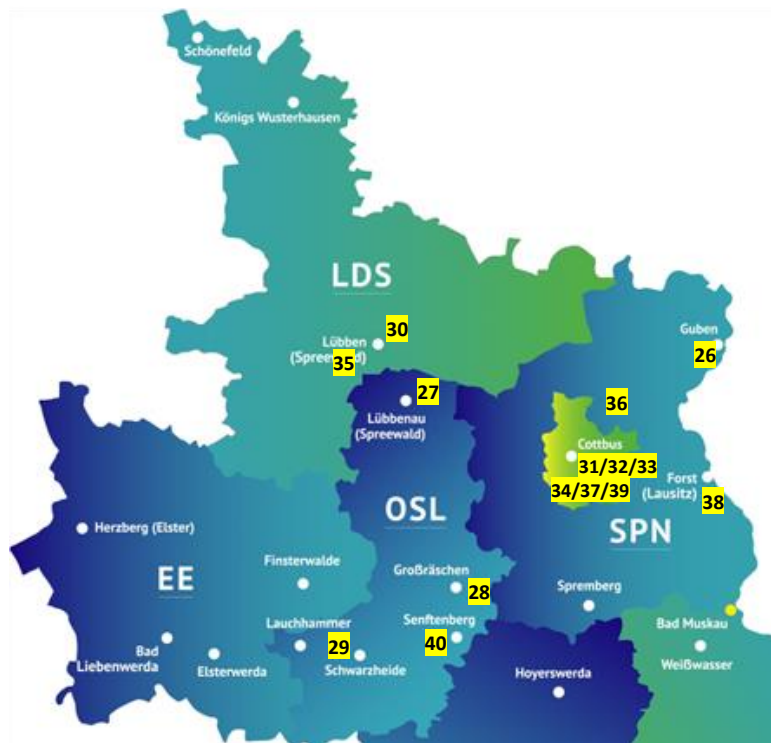 Schönefeld
Königs Wusterhausen
LDS
30
Lübben
(Spreewald)
35
Guben
26
27
Lübbenau
(Spreewald)
36
Cottbus
31/32/33
34/37/39
Forst
(Lausitz)
38
OSL
SPN
Herzberg (Elster)
EE
Finsterwalde
Großräschen
28
Spremberg
Lauchhammer
29
Senftenberg
40
Bad Muskau
Bad
Liebenwerda
Elsterwerda
Schwarzheide
Weißwasser
Hoyerswerda